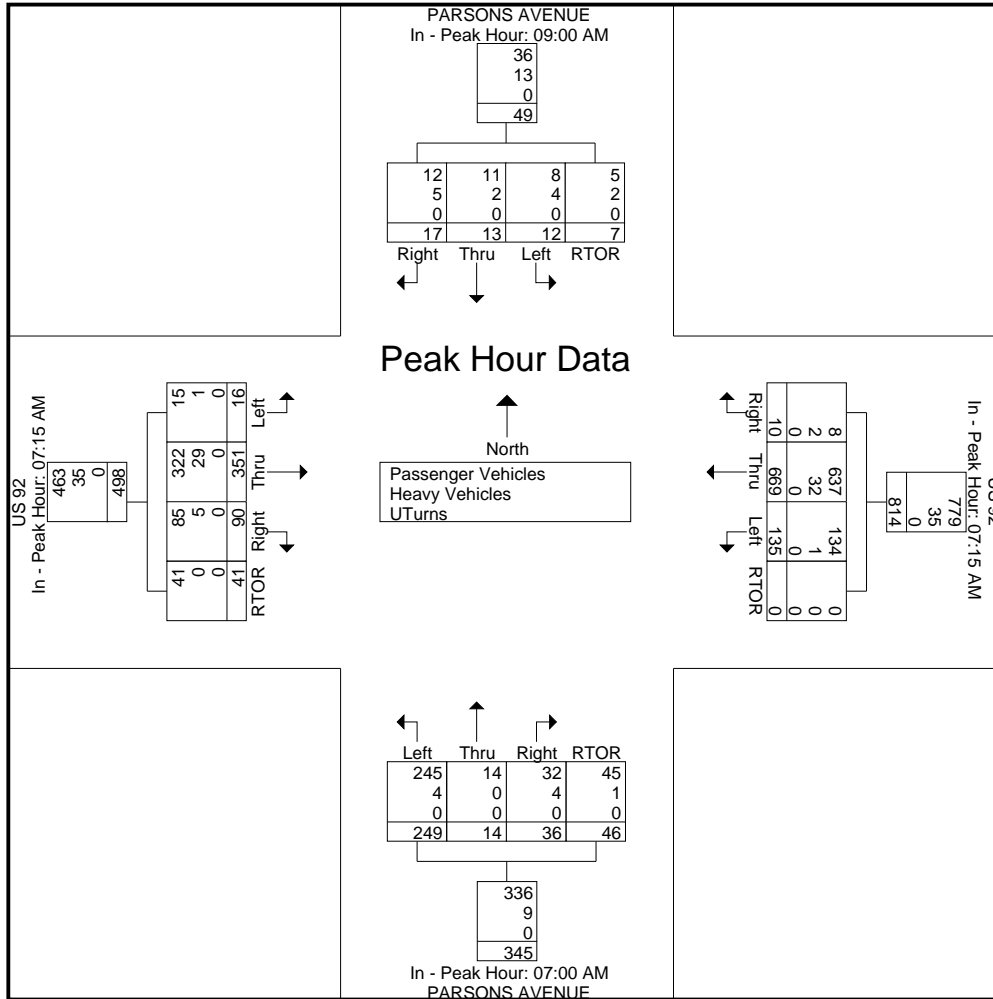 PARSONS AVENUE
In - Peak Hour: 09:00 AM
36
13
0
49
12 11 8 5
5 2 4 2
0 0 0 0
17 13 12 7
Right Thru Left RTOR
Peak Hour Data
North
Passenger Vehicles
Heavy Vehicles
UTurns
US 92
In - Peak Hour: 07:15 AM
463
35
0
498
15 1 0 16 Left
322 29 0 351 Thru
85 5 0 90 Right
41 0 0 41 RTOR
Right 10 0 2 8
Thru 669 0 32 637
Left 135 0 1 134
RTOR 0 0 0 0
814
0
35
779
In - Peak Hour: 07:15 AM
US 92
Left Thru Right RTOR
245 14 32 45
4 0 4 1
0 0 0 0
249 14 36 46
336
9
0
345
In - Peak Hour: 07:00 AM
PARSONS AVENUE